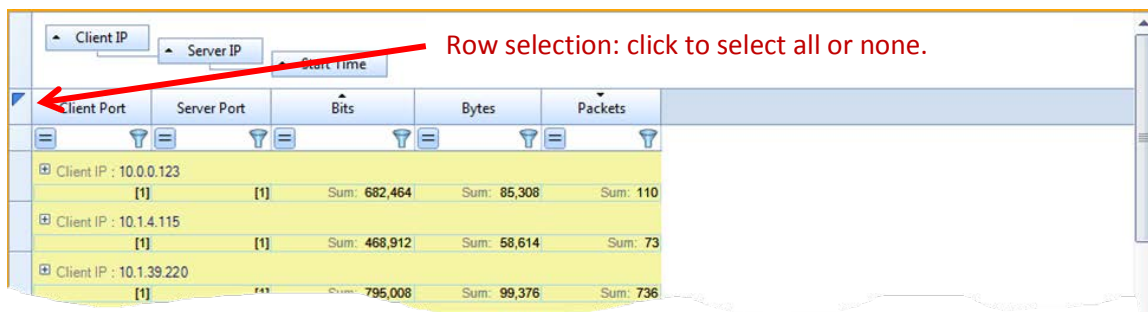 Client IP
Server IP
Row selection: click to select all or none.
Start Time
Client Port Server Port Bits Bytes Packets
Client IP : 10.0.0.123
[1] [1] Sum: 682,464 Sum: 85,308 Sum: 110
Client IP : 10.1.4.115
[1] [1] Sum: 468,912 Sum: 58,614 Sum: 73
Client IP : 10.1.39.220
[1] [1] Sum: 795,008 Sum: 99,376 Sum: 736